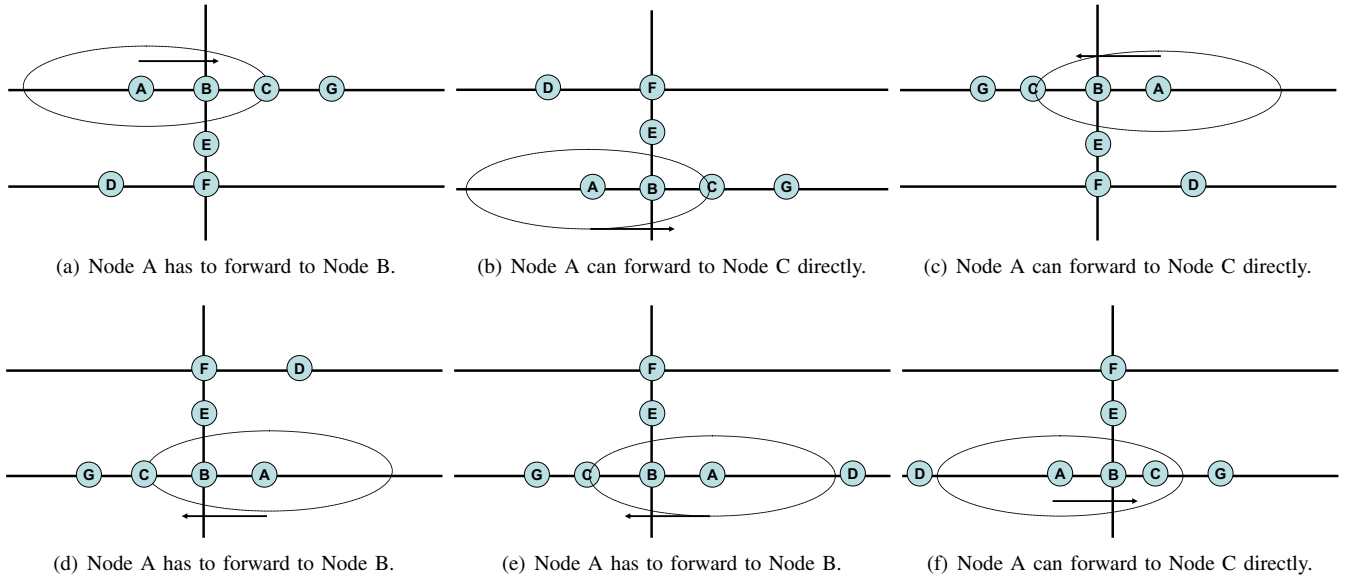 A B C G
E
D F
(a) Node A has to forward to Node B.
D F
E
A B C G
(b) Node A can forward to Node C directly.
G C B A
E
F D
(c) Node A can forward to Node C directly.
F D
E
G C B A
(d) Node A has to forward to Node B.
F
E
G C B A D
(e) Node A has to forward to Node B.
F
E
D A B C G
(f) Node A can forward to Node C directly.